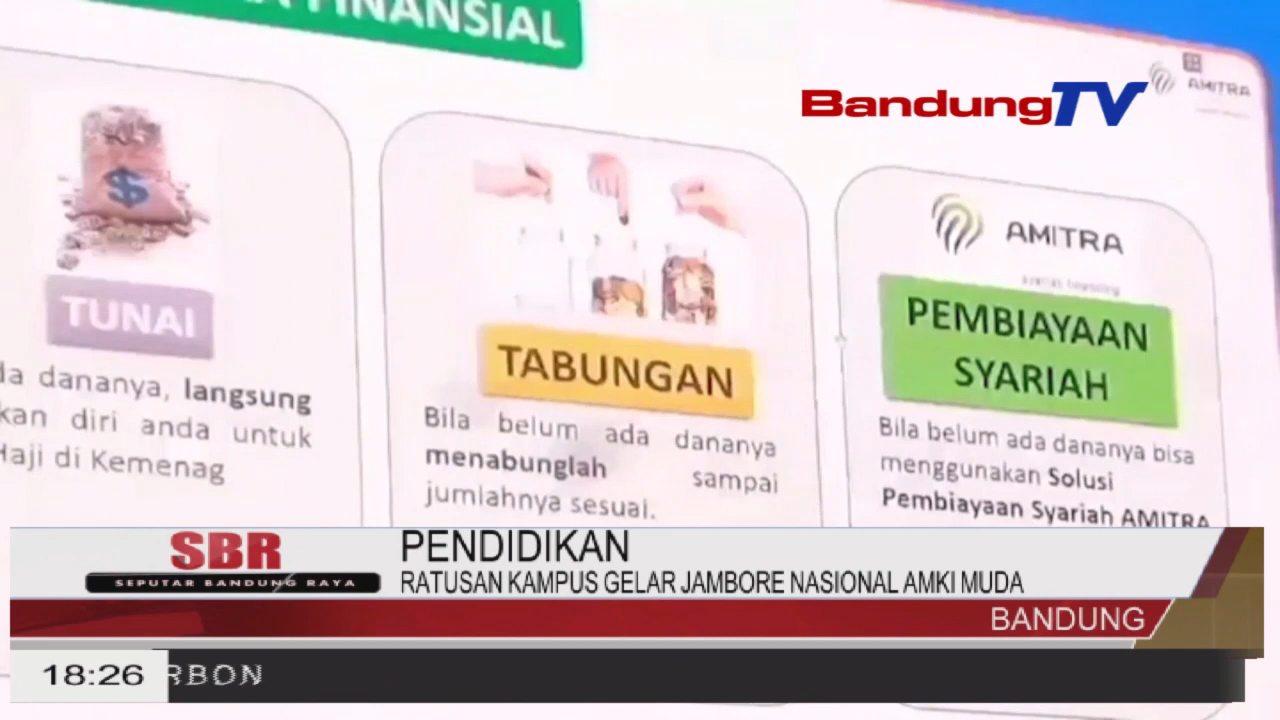 FINANSIAL
AMITRA
BandungTV
$
AMITRA
TUNAI
TABUNGAN
PEMBIAYAAN
SYARIAH
dananya, langsung
diri anda untuk
Haji di Kemenag
Bila belum ada dananya
menabunglah sampai
jumlahnya sesuai.
Bila belum ada dananya bisa
menggunakan Solusi
Pembiayaan Syariah AMITRA
SBR
SEPUTAR BANDUNG RAYA
PENDIDIKAN
RATUSAN KAMPUS GELAR JAMBORE NASIONAL AMKI MUDA
BANDUNG
18:26
RBON